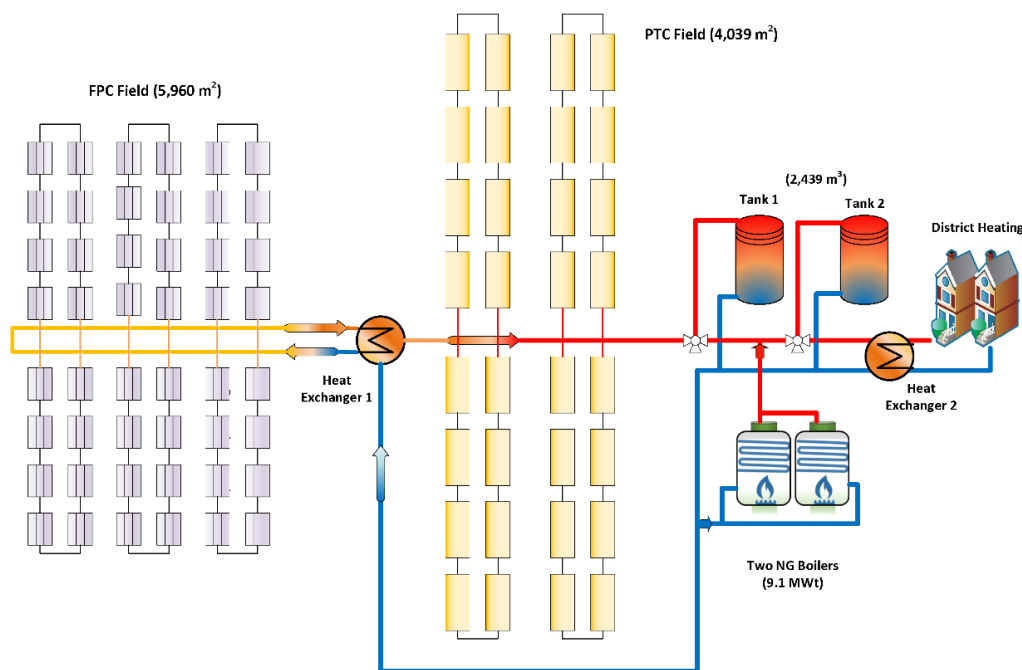 PTC Field (4,039 m²)
FPC Field (5,960 m²)
(2,439 m³)
Tank 1
Tank 2
District Heating
Heat
Exchanger 1
Heat
Exchanger 2
Two NG Boilers
(9.1 MWt)